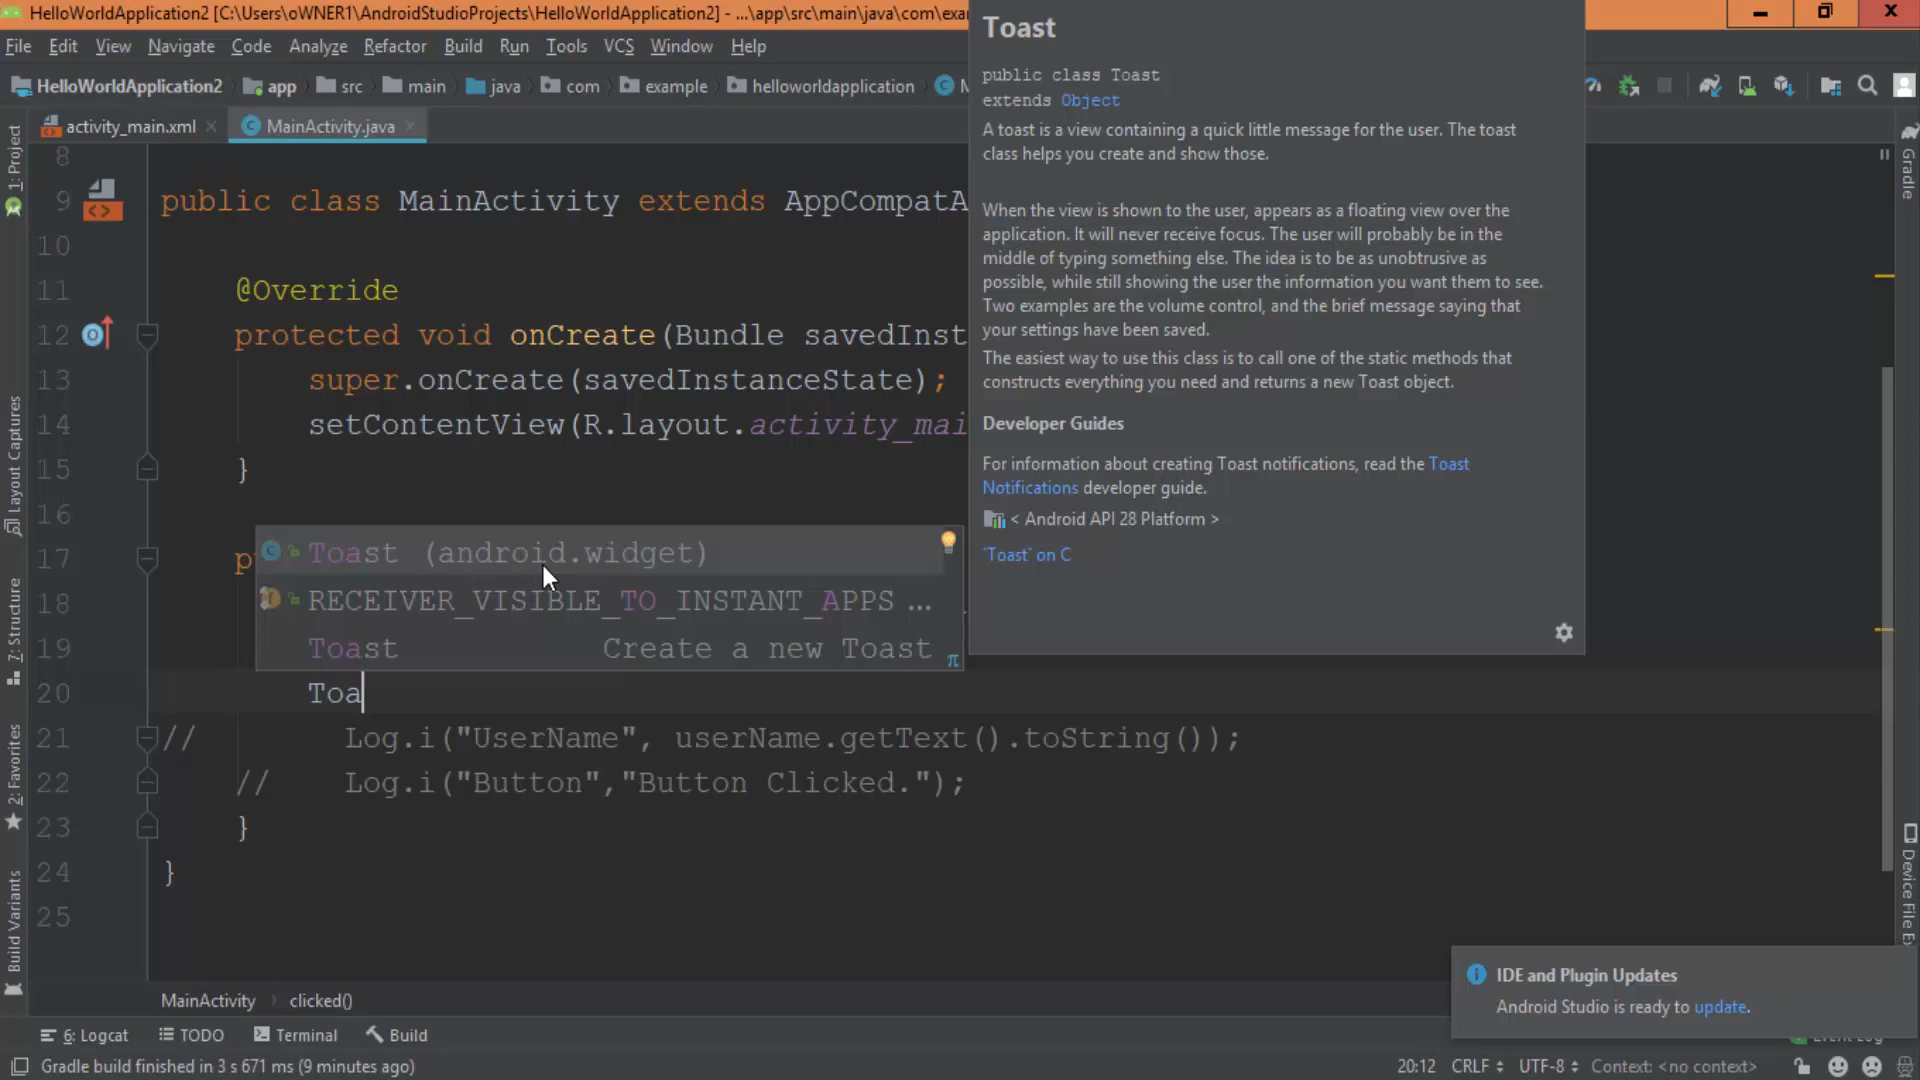 HelloWorldApplication2 [C:\Users\oWNER1\AndroidStudioProjects\HelloWorldApplication2] - ...\app\src\main\java\com\exa
File Edit View Navigate Code Analyze Refactor Build Run Tools VCS Window Help
HelloWorldApplication2 app src main java com example helloworldapplication
activity_main.xml MainActivity.java
1: Project
Layout Captures
7: Structure
2: Favorites
Build Variants
8
9 public class MainActivity extends AppCompatA
10
11 @Override
12 protected void onCreate(Bundle savedInst
13 super.onCreate(savedInstanceState);
14 setContentView(R.layout.activity_mai
15 }
16
17 p
18
19
Toast (android.widget)
RECEIVER_VISIBLE_TO_INSTANT_APPS ...
Toast Create a new Toast
π
20 Toa
21 // Log.i("UserName", userName.getText().toString());
22 // Log.i("Button","Button Clicked.");
23 }
24 }
25
Toast
public class Toast
extends Object
A toast is a view containing a quick little message for the user. The toast
class helps you create and show those.
When the view is shown to the user, appears as a floating view over the
application. It will never receive focus. The user will probably be in the
middle of typing something else. The idea is to be as unobtrusive as
possible, while still showing the user the information you want them to see.
Two examples are the volume control, and the brief message saying that
your settings have been saved.
The easiest way to use this class is to call one of the static methods that
constructs everything you need and returns a new Toast object.
Developer Guides
For information about creating Toast notifications, read the Toast
Notifications developer guide.
< Android API 28 Platform >
`Toast` on C
Gradle
Device File E
IDE and Plugin Updates
Android Studio is ready to update.
MainActivity clicked()
6: Logcat TODO Terminal Build
Gradle build finished in 3 s 671 ms (9 minutes ago)
20:12 CRLF UTF-8 Context: <no context>